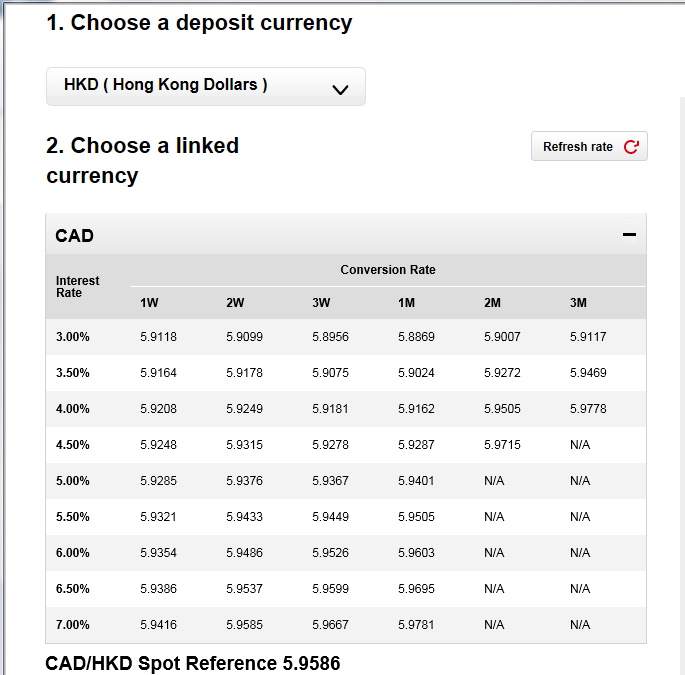 1. Choose a deposit currency
HKD ( Hong Kong Dollars )
2. Choose a linked
currency
Refresh rate
CAD
Interest
Rate
Conversion Rate
1W 2W 3W 1M 2M 3M
3.00% 5.9118 5.9099 5.8956 5.8869 5.9007 5.9117
3.50% 5.9164 5.9178 5.9075 5.9024 5.9272 5.9469
4.00% 5.9208 5.9249 5.9181 5.9162 5.9505 5.9778
4.50% 5.9248 5.9315 5.9278 5.9287 5.9715 N/A
5.00% 5.9285 5.9376 5.9367 5.9401 N/A N/A
5.50% 5.9321 5.9433 5.9449 5.9505 N/A N/A
6.00% 5.9354 5.9486 5.9526 5.9603 N/A N/A
6.50% 5.9386 5.9537 5.9599 5.9695 N/A N/A
7.00% 5.9416 5.9585 5.9667 5.9781 N/A N/A
CAD/HKD Spot Reference 5.9586